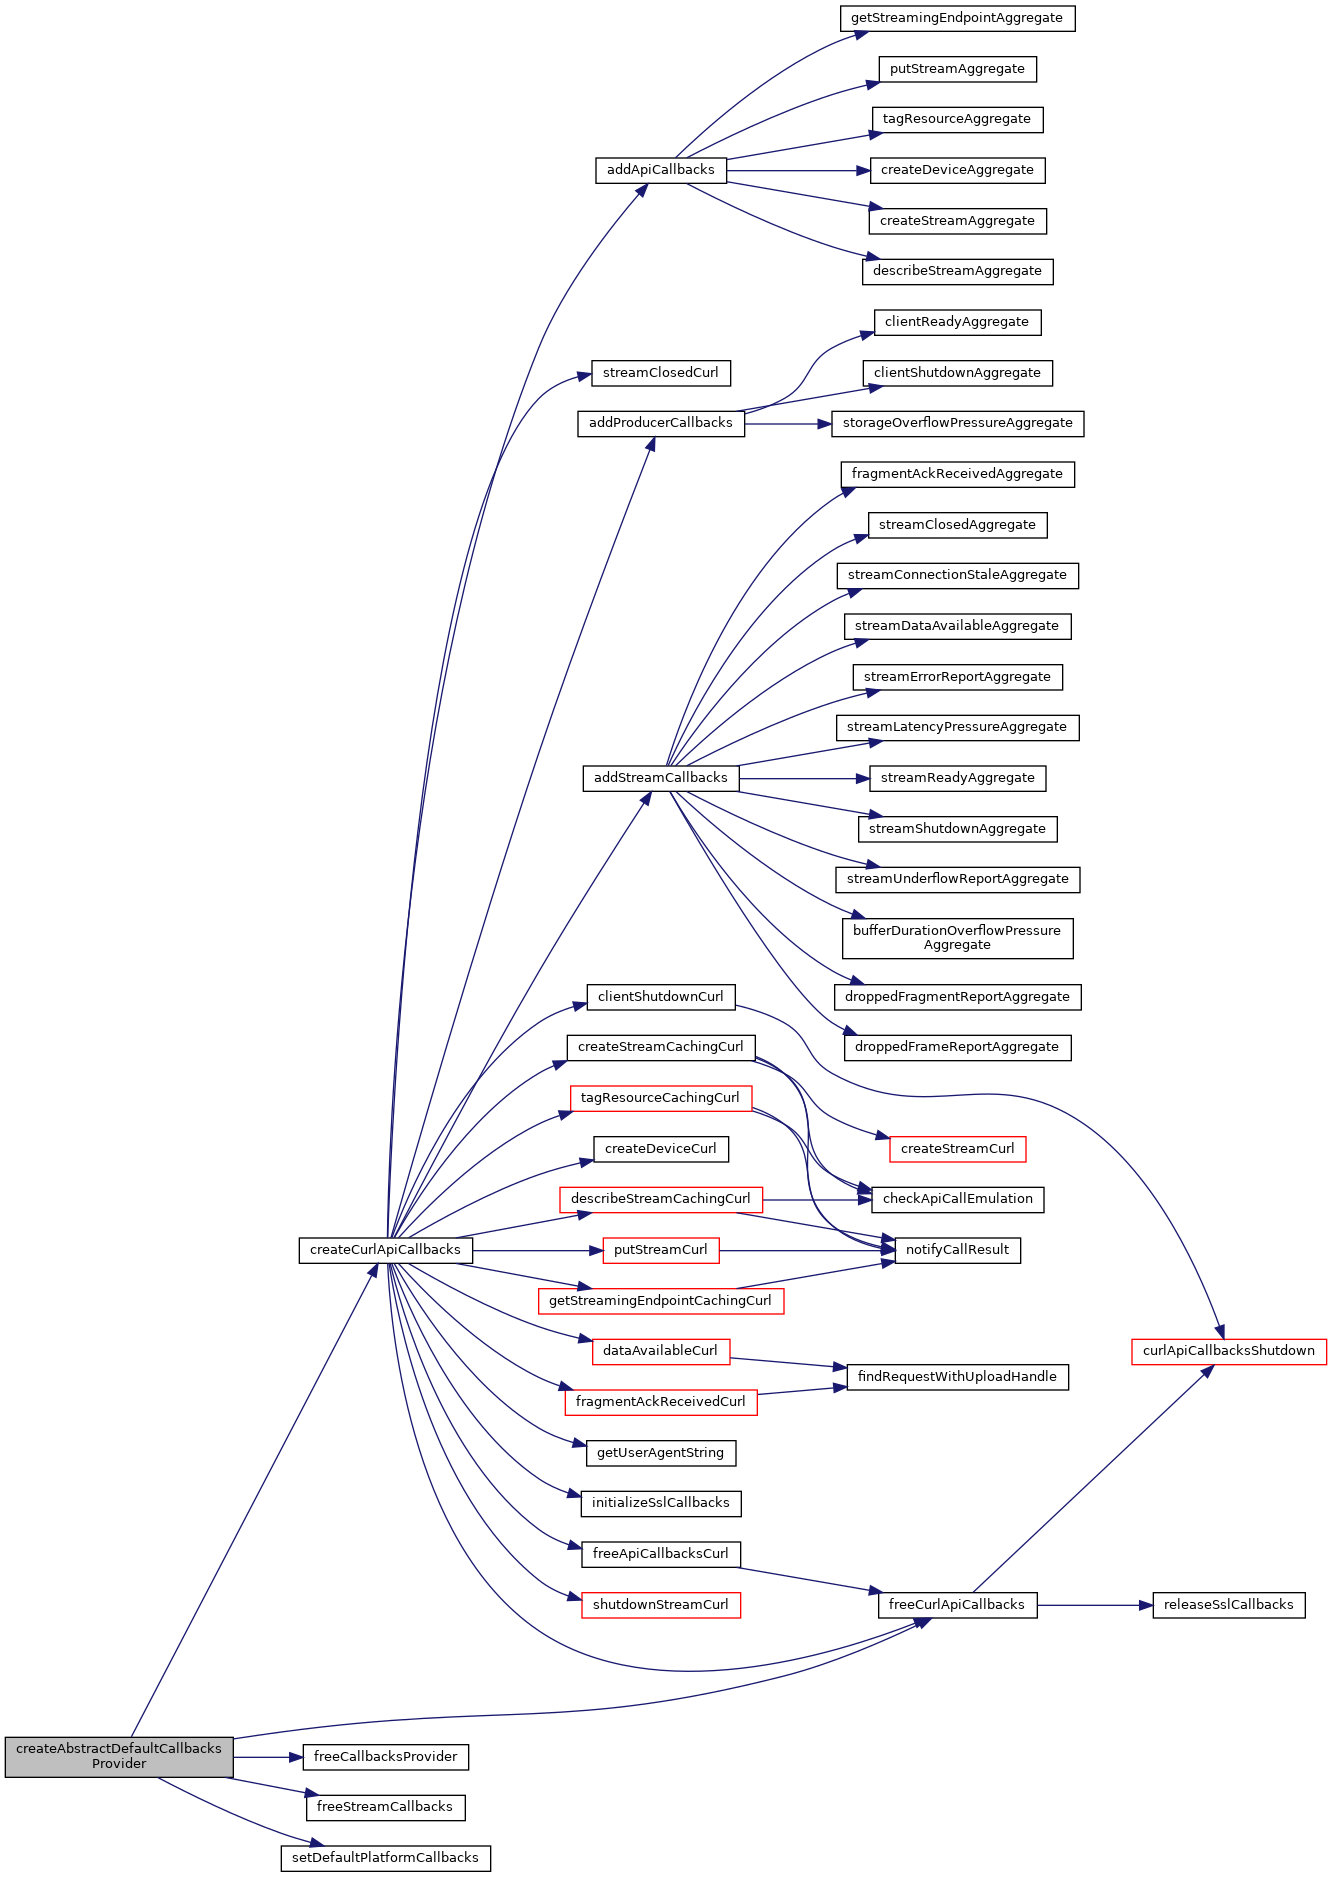 getStreamingEndpointAggregate
putStreamAggregate
tagResourceAggregate
addApiCallbacks
createDeviceAggregate
createStreamAggregate
describeStreamAggregate
clientReadyAggregate
streamClosedCurl
clientShutdownAggregate
addProducerCallbacks
storageOverflowPressureAggregate
fragmentAckReceivedAggregate
streamClosedAggregate
streamConnectionStaleAggregate
streamDataAvailableAggregate
streamErrorReportAggregate
streamLatencyPressureAggregate
addStreamCallbacks
streamReadyAggregate
streamShutdownAggregate
streamUnderflowReportAggregate
bufferDurationOverflowPressure
Aggregate
clientShutdownCurl
droppedFragmentReportAggregate
createStreamCachingCurl
droppedFrameReportAggregate
tagResourceCachingCurl
createDeviceCurl
createStreamCurl
describeStreamCachingCurl
checkApiCallEmulation
createCurlApiCallbacks
putStreamCurl
notifyCallResult
getStreamingEndpointCachingCurl
dataAvailableCurl
curlApiCallbacksShutdown
findRequestWithUploadHandle
fragmentAckReceivedCurl
getUserAgentString
initializeSslCallbacks
freeApiCallbacksCurl
shutdownStreamCurl
freeCurlApiCallbacks
releaseSslCallbacks
createAbstractDefaultCallbacks
Provider
freeCallbacksProvider
freeStreamCallbacks
setDefaultPlatformCallbacks